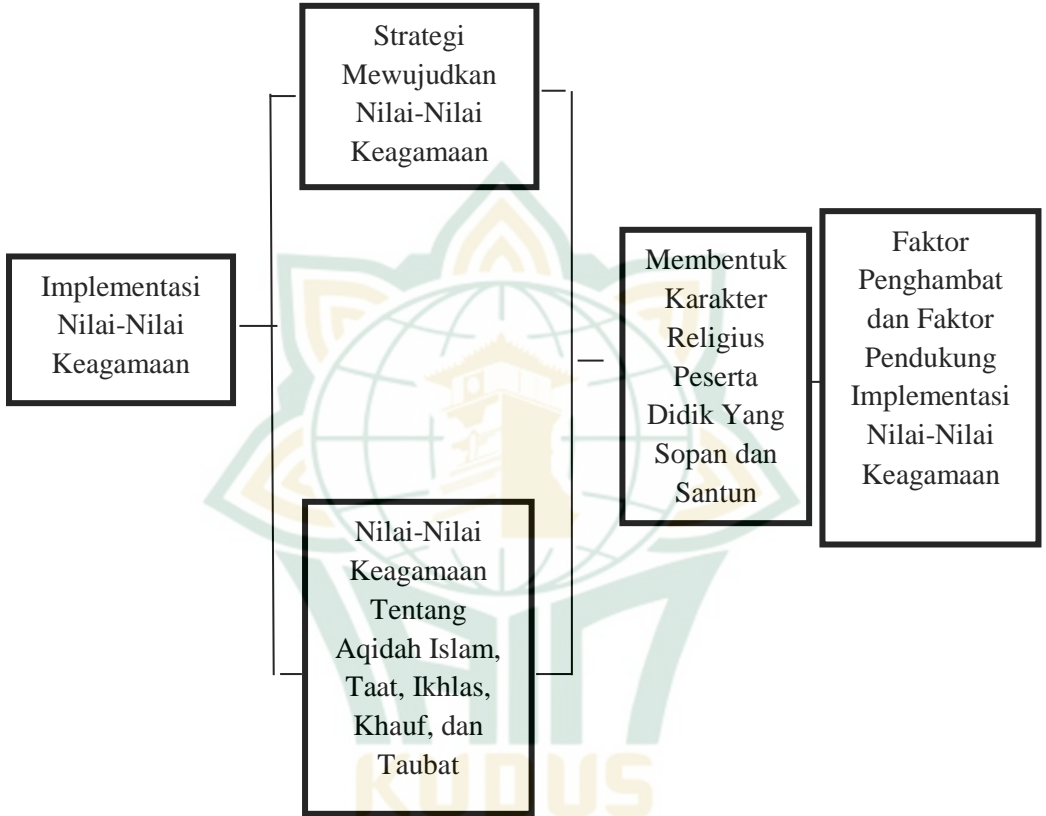 Strategi
Mewujudkan
Nilai-Nilai
Keagamaan
Implementasi
Nilai-Nilai
Keagamaan
Nilai-Nilai
Keagamaan
Tentang
Aqidah Islam,
Taat, Ikhlas,
Khauf, dan
Taubat
Membentuk
Karakter
Religius
Peserta
Didik Yang
Sopan dan
Santun
Faktor
Penghambat
dan Faktor
Pendukung
Implementasi
Nilai-Nilai
Keagamaan
KUDUS